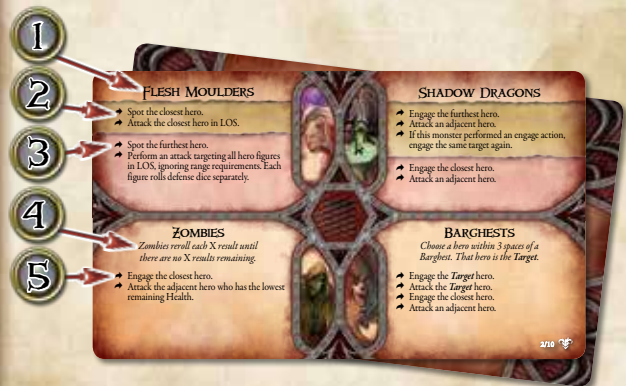 1
2
3
4
5
FLESH MOULDERS
Spot the closest hero.
Attack the closest hero in LOS.
Spot the furthest hero.
Perform an attack targeting all hero figures
in LOS, ignoring range requirements. Each
figure rolls defense dice separately.
SHADOW DRAGONS
Engage the furthest hero.
Attack an adjacent hero.
If this monster performed an engage action,
engage the same target again.
Engage the closest hero.
Attack an adjacent hero.
ZOMBIES
Zombies reroll each X result until
there are no X results remaining.
Engage the closest hero.
Attack the adjacent hero who has the lowest
remaining Health.
BARGHESTS
Choose a hero within 3 spaces of a
Barghest. That hero is the Target.
Engage the Target hero.
Attack the Target hero.
Engage the closest hero.
Attack an adjacent hero.
2/10